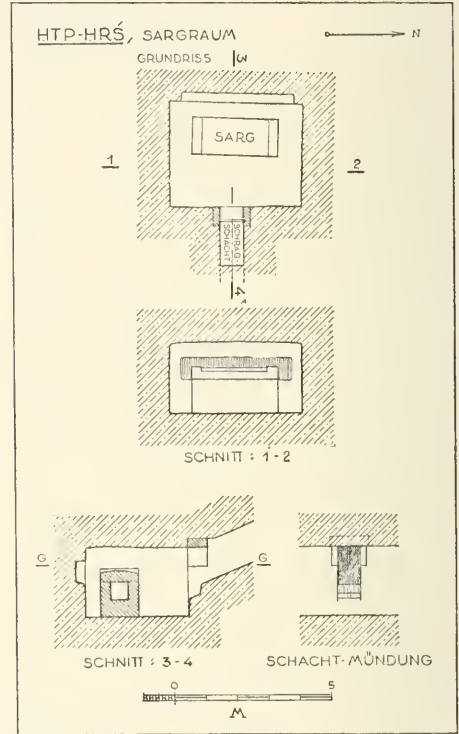 HTP-HRŚ, SARGRAUM
N
GRUNDRISS
3
SARG
1
2
SCHRÄG-
SCHACHT
4
SCHNITT : 1-2
G
G
SCHNITT : 3-4
SCHACHT-MÜNDUNG
0
5
M